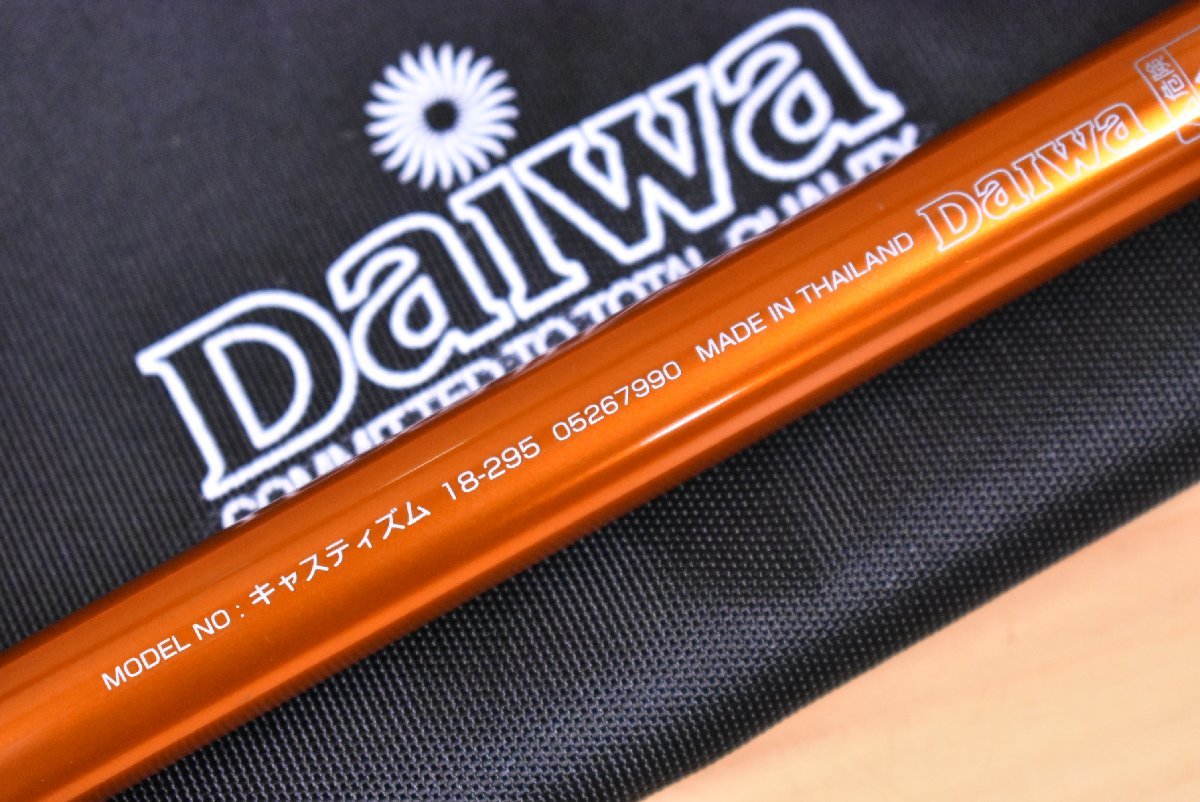 Daiwa
COMMITTED TO TOTAL QUALITY
MODEL NO : キャスティズム 18-295 05267990 MADE IN THAILAND Daiwa